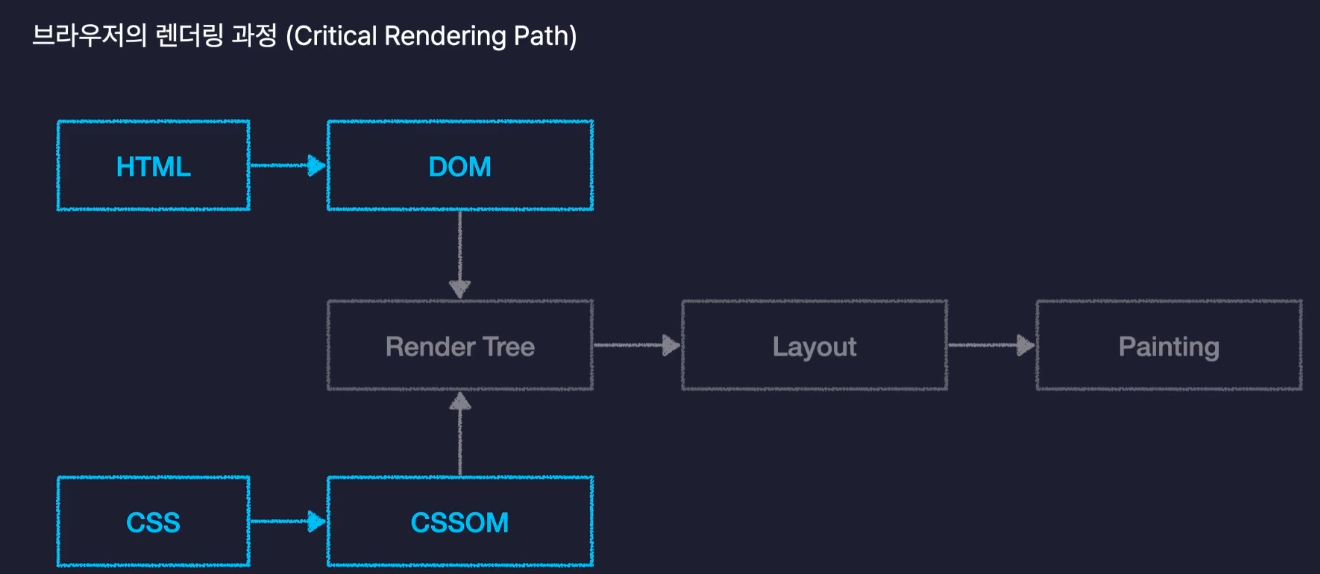 브라우저의 렌더링 과정 (Critical Rendering Path)
HTML
DOM
Render Tree
Layout
Painting
CSS
CSSOM